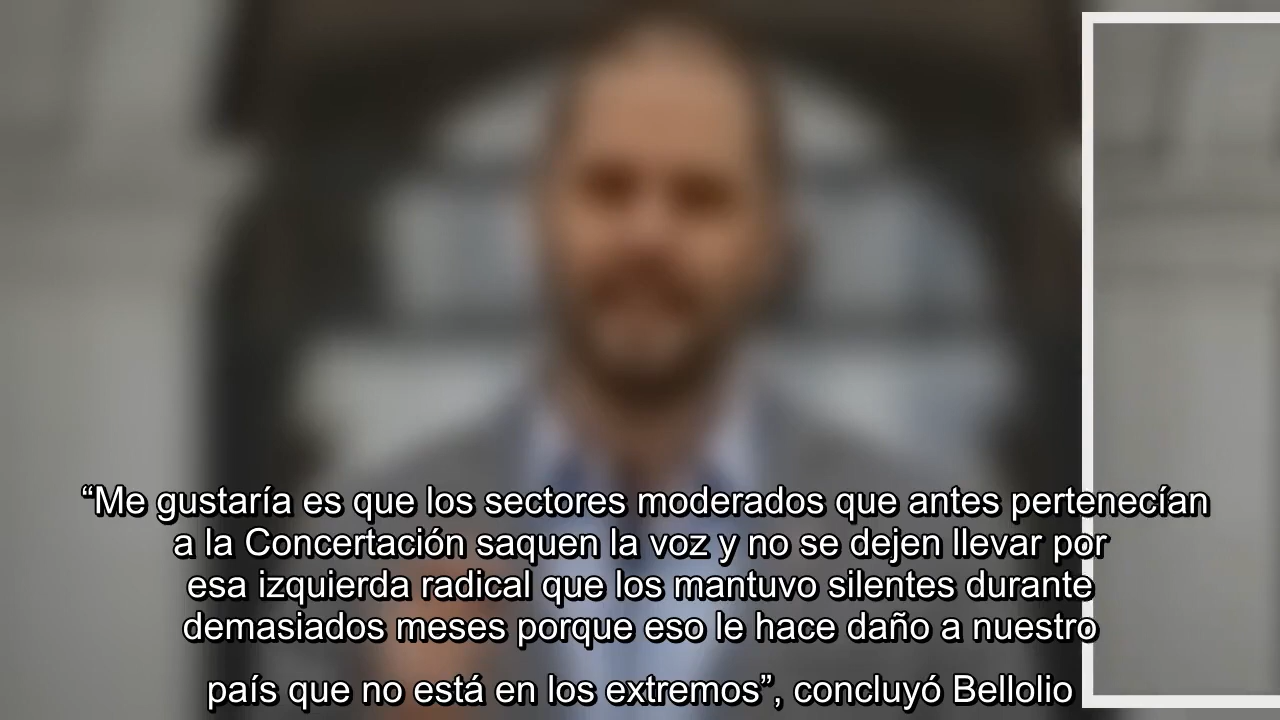 “Me gustaría es que los sectores moderados que antes pertenecían
a la Concertación saquen la voz y no se dejen llevar por
esa izquierda radical que los mantuvo silentes durante
demasiados meses porque eso le hace daño a nuestro
país que no está en los extremos”, concluyó Bellolio